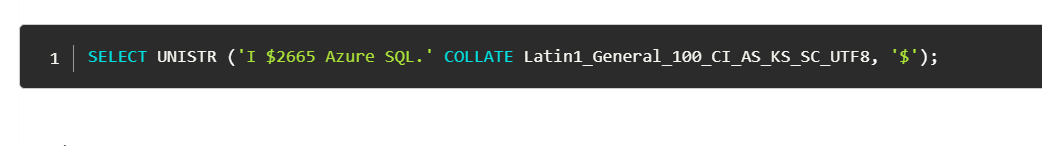 1 SELECT UNISTR ('I $2665 Azure SQL.' COLLATE Latin1_General_100_CI_AS_KS_SC_UTF8, '$');